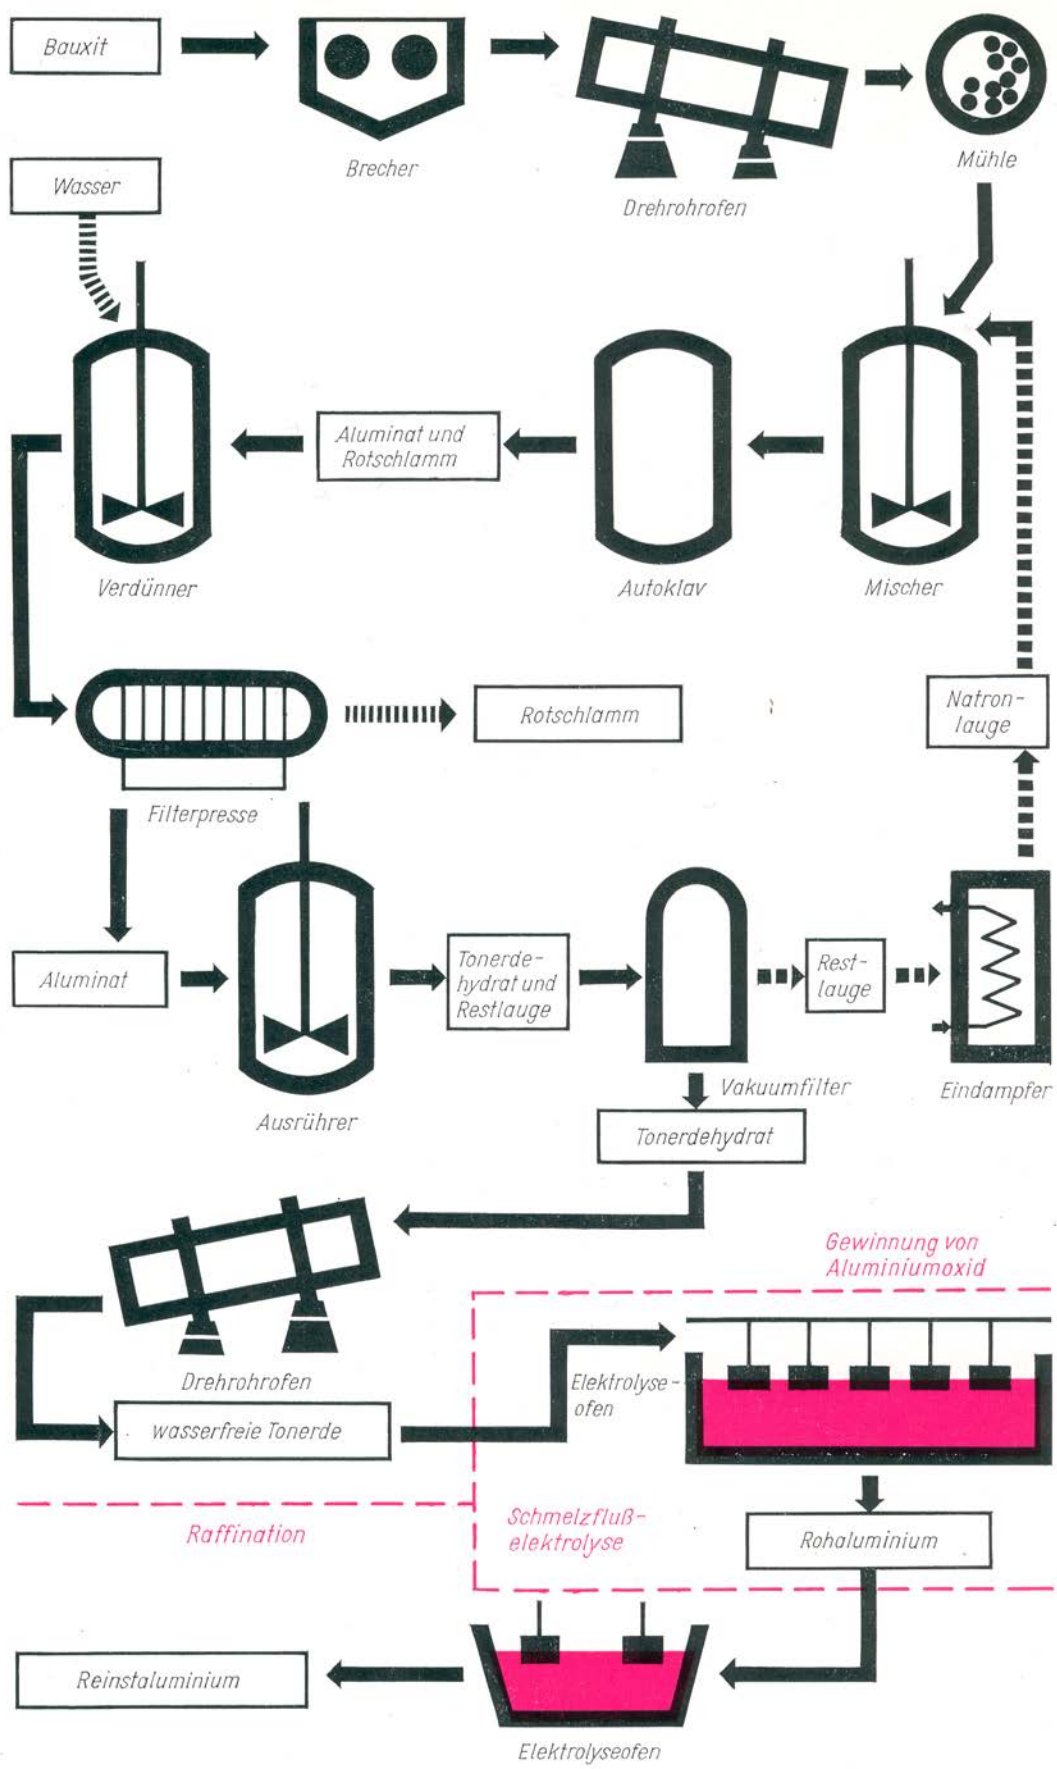 Bauxit
Brecher
Drehrohrofen
Mühle
Wasser
Aluminat und
Rotschlamm
Verdünner
Autoklav
Mischer
Rotschlamm
Natron-
lauge
Filterpresse
Aluminat
Tonerde-
hydrat und
Restlauge
Rest-
lauge
Ausrührer
Vakuumfilter
Eindampfer
Tonerdehydrat
Gewinnung von
Aluminiumoxid
Drehrohrofen
Elektrolyse-
ofen
wasserfreie Tonerde
Raffination
Schmelzfluß-
elektrolyse
Rohaluminium
Reinstaluminium
Elektrolyseofen